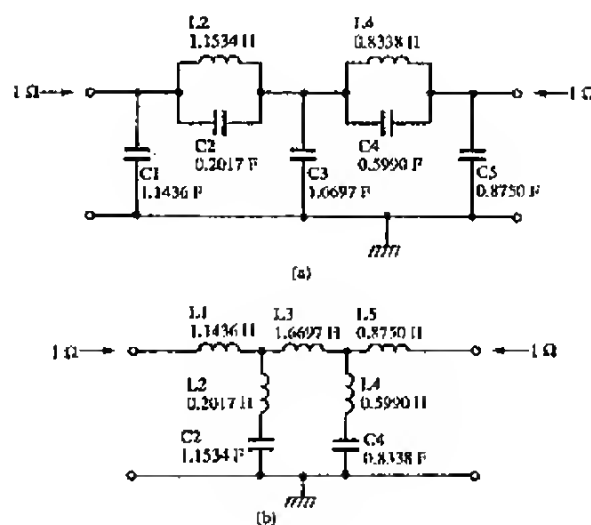 L2
1.1534 H
L4
0.8338 H
1 Ω
1 Ω
C2
0.2017 F
C4
0.5990 F
C1
1.1436 F
C3
1.6697 F
C5
0.8750 F
(a)
L1
1.1436 H
L3
1.6697 H
L5
0.8750 H
1 Ω
1 Ω
L2
0.2017 H
L4
0.5990 H
C2
1.1534 F
C4
0.8338 F
(b)